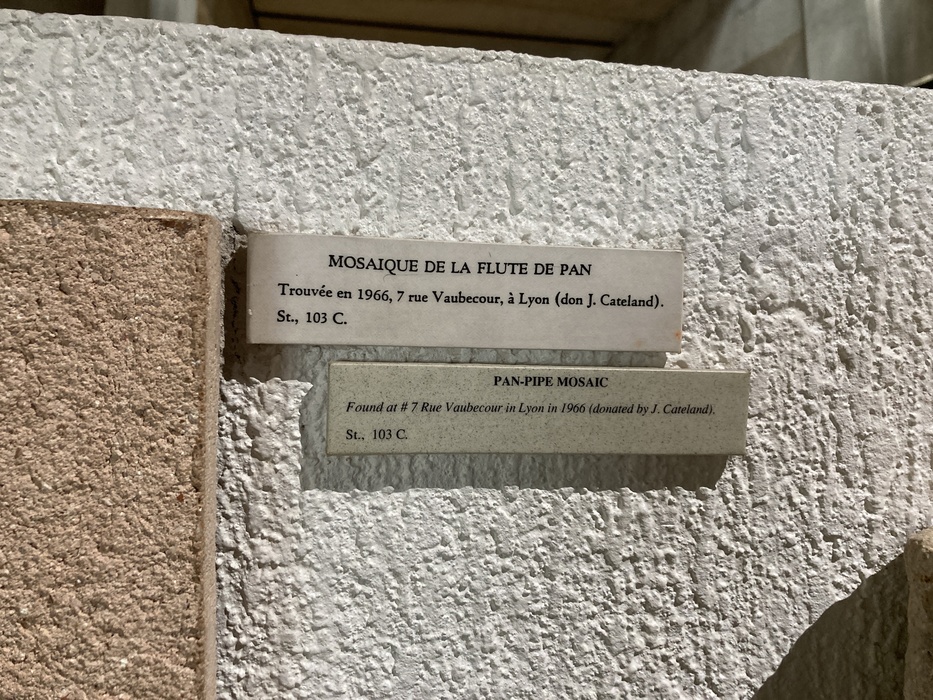 MOSAIQUE DE LA FLUTE DE PAN
Trouvée en 1966, 7 rue Vaubecour, à Lyon (don J. Cateland).
St., 103 C.
PAN-PIPE MOSAIC
Found at # 7 Rue Vaubecour in Lyon in 1966 (donated by J. Cateland).
St., 103 C.